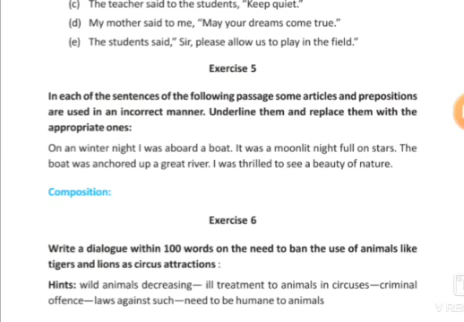 (c) The teacher said to the students, "Keep quiet."
(d) My mother said to me, "May your dreams come true."
(e) The students said," Sir, please allow us to play in the field."
Exercise 5
In each of the sentences of the following passage some articles and prepositions
are used in an incorrect manner. Underline them and replace them with the
appropriate ones:
On an winter night I was aboard a boat. It was a moonlit night full on stars. The
boat was anchored up a great river. I was thrilled to see a beauty of nature.
Composition:
Exercise 6
Write a dialogue within 100 words on the need to ban the use of animals like
tigers and lions as circus attractions :
Hints: wild animals decreasing— ill treatment to animals in circuses—criminal
offence—laws against such—need to be humane to animals